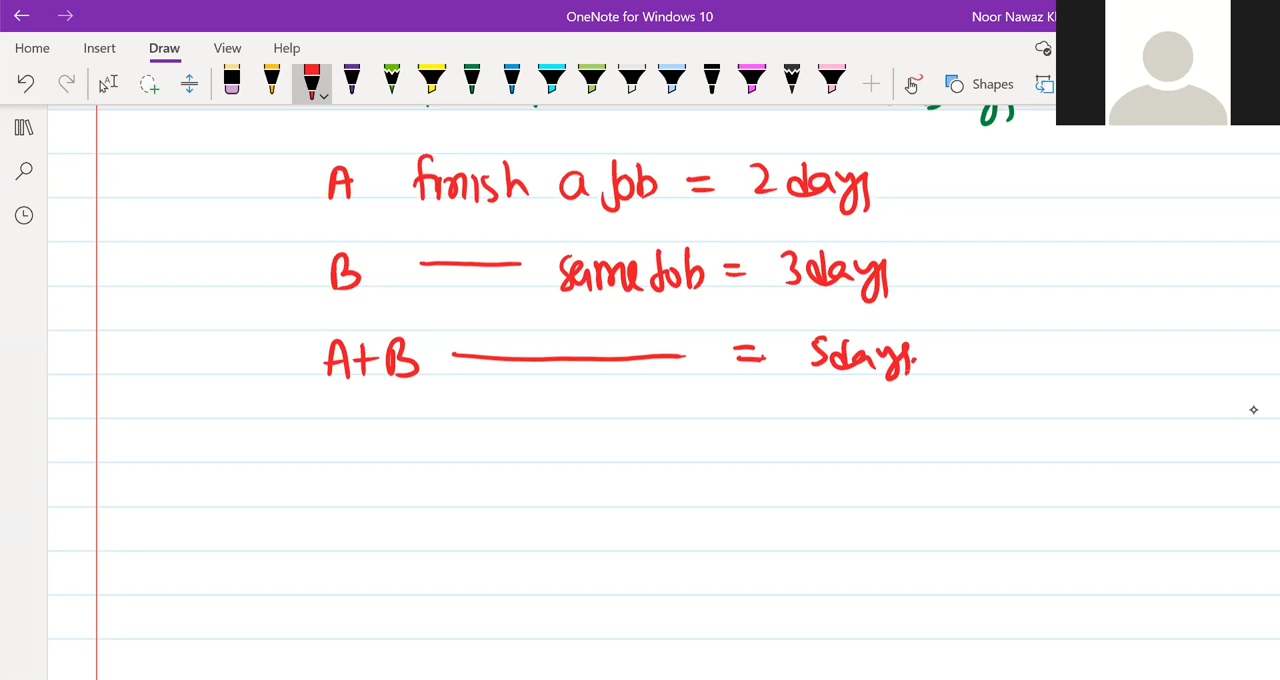 OneNote for Windows 10
Noor Nawaz Kl
Home Insert Draw View Help
Shapes
A finish a job = 2 days
B same Job = 3 days
A+B = 5 days.